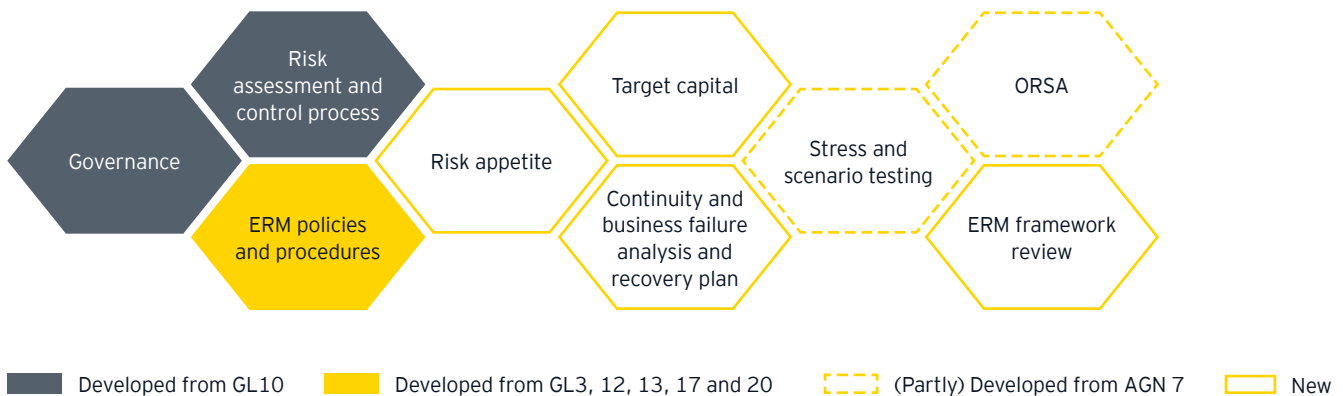 Governance
Risk
assessment and
control process
ERM policies
and procedures
Risk appetite
Target capital
Continuity and
business failure
analysis and
recovery plan
Stress and
scenario testing
ORSA
ERM framework
review
Developed from GL10
Developed from GL3, 12, 13, 17 and 20
(Partly) Developed from AGN 7
New